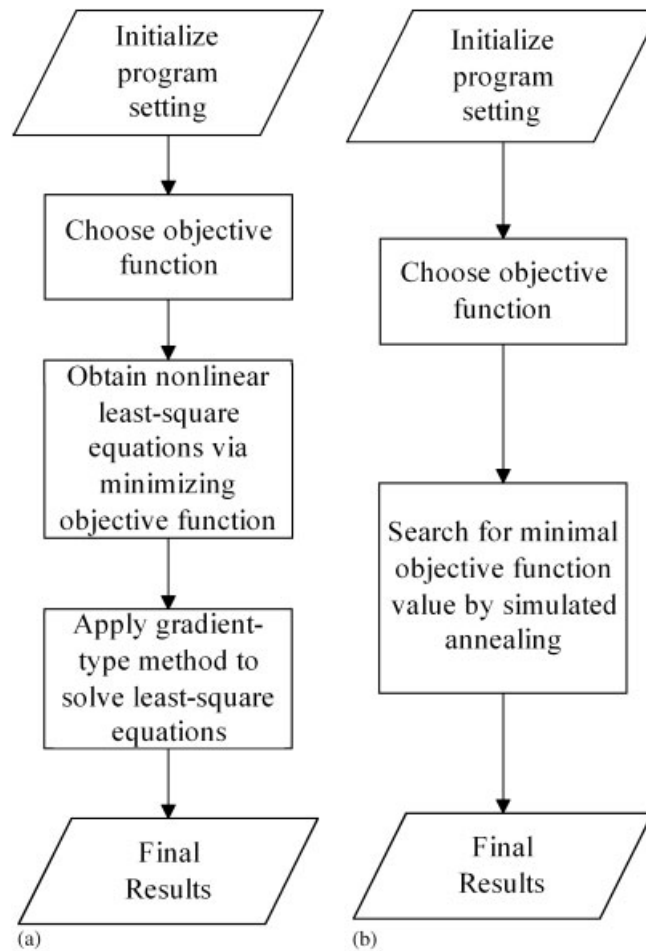 Initialize
program
setting
Choose objective
function
Obtain nonlinear
least-square
equations via
minimizing
objective function
Apply gradient-
type method to
solve least-square
equations
Final
Results
(a)
Initialize
program
setting
Choose objective
function
Search for minimal
objective function
value by simulated
annealing
Final
Results
(b)